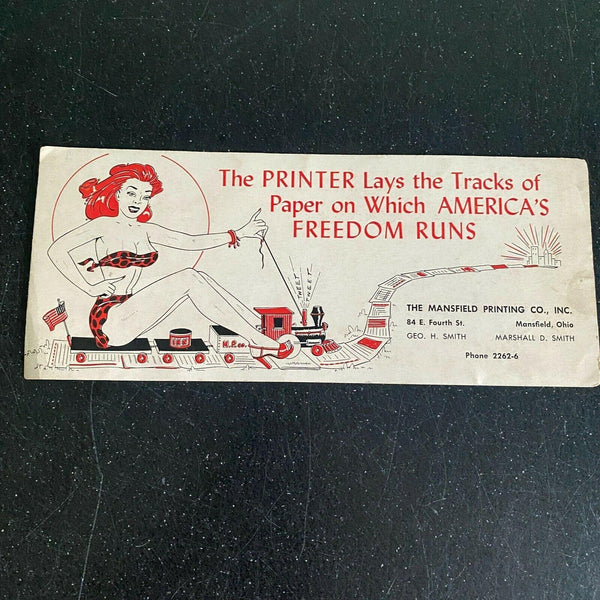 The PRINTER Lays the Tracks of
Paper on Which AMERICA'S
FREEDOM RUNS
TWEET
TWEET
INK
M.P.CO.
THE MANSFIELD PRINTING CO., INC.
84 E. Fourth St. Mansfield, Ohio
GEO. H. SMITH MARSHALL D. SMITH
Phone 2262-6